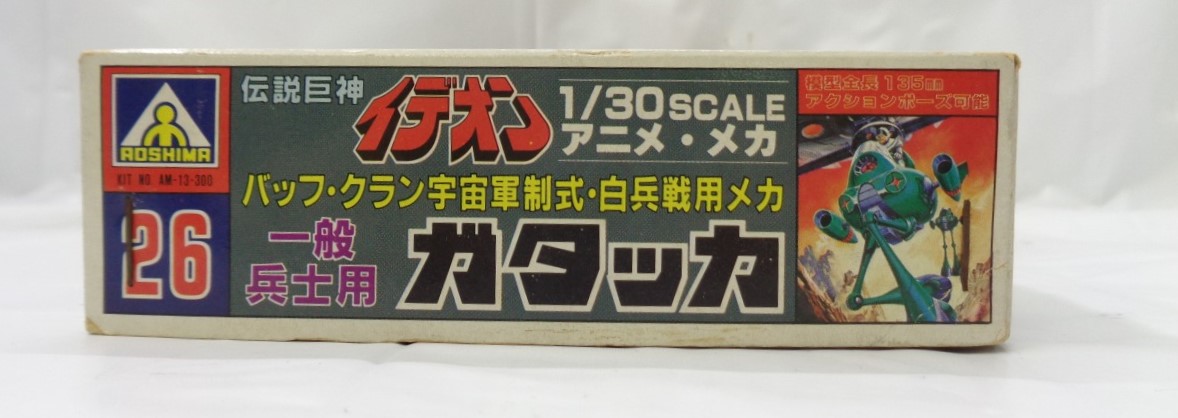 AOSHIMA
KIT NO. AM-13-300
26
伝説巨神
イデオン
1/30 SCALE
アニメ・メカ
バッフ・クラン宇宙軍制式・白兵戦用メカ
一般
兵士用
ガタッカ
模型全長135mm
アクションポーズ可能